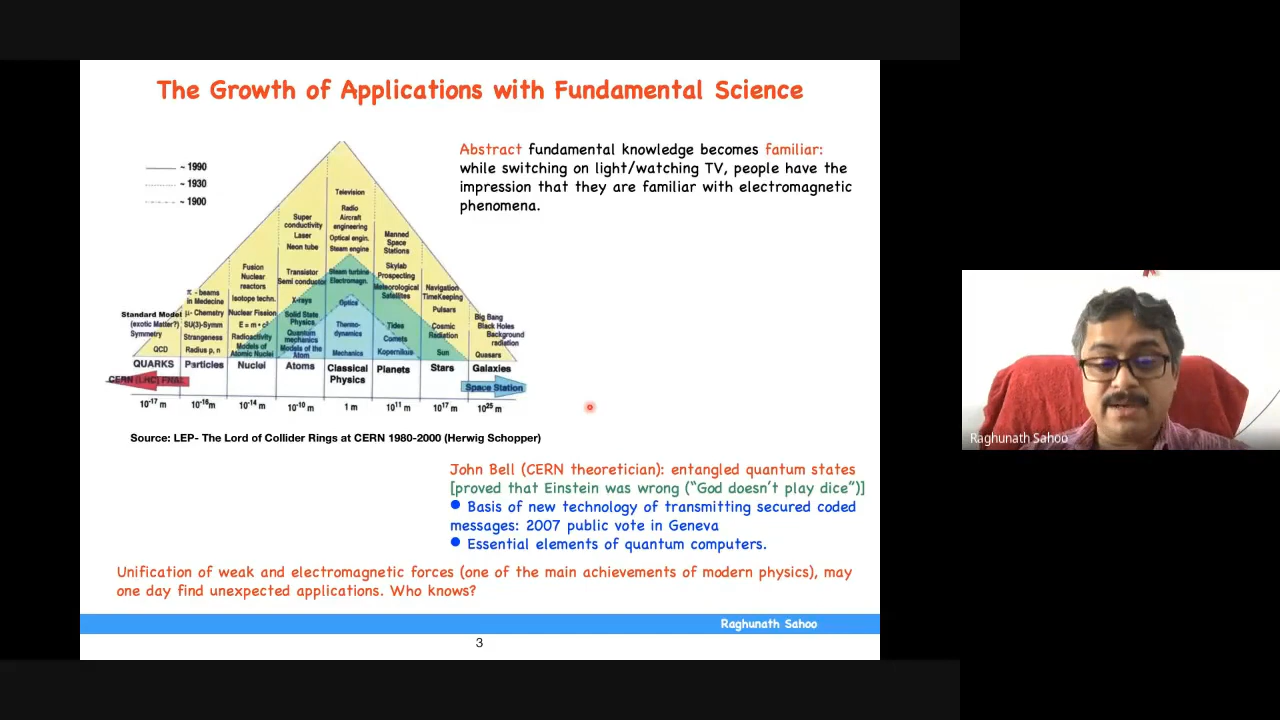 The Growth of Applications with Fundamental Science
~ 1990
~ 1930
~ 1900
Television
Radio
Aircraft
engineering
Optical engin.
Steam engine
Steam turbine
Electromagn.
Optics
Thermo-
dynamics
Mechanics
Super
conductivity
Laser
Neon tube
Transistor
Semi conductor
X-rays
Solid State
Physics
Quantum
mechanics
Models of the
Atom
Fusion
Nuclear
reactors
Isotope techn.
Nuclear Fission
E = m • c²
Radioactivity
Models of
Atomic Nuclei
π - beams
in Medecine
μ- Chemistry
SU(3)-Symm
Strangeness
Radius p, n
Standard Model
(exotic Matter?)
Symmetry
QCD
Manned
Space
Stations
Skylab
Prospecting
Meteorological
Satellites
Tides
Comets
Kopernikus
Navigation
TimeKeeping
Pulsars
Cosmic
Radiation
Sun
Big Bang
Black Holes
Background
radiation
Quasars
QUARKS Particles Nuclei Atoms Classical Physics Planets Stars Galaxies
CERN (LHC) FNAL
Space Station
10⁻¹⁷ m 10⁻¹⁶m 10⁻¹⁴ m 10⁻¹⁰ m 1 m 10¹¹ m 10¹⁷ m 10²⁵ m
Source: LEP- The Lord of Collider Rings at CERN 1980-2000 (Herwig Schopper)
Abstract fundamental knowledge becomes familiar:
while switching on light/watching TV, people have the
impression that they are familiar with electromagnetic
phenomena.
John Bell (CERN theoretician): entangled quantum states
[proved that Einstein was wrong (“God doesn’t play dice”)]
● Basis of new technology of transmitting secured coded
messages: 2007 public vote in Geneva
● Essential elements of quantum computers.
Unification of weak and electromagnetic forces (one of the main achievements of modern physics), may
one day find unexpected applications. Who knows?
Raghunath Sahoo
3
Raghunath Sahoo